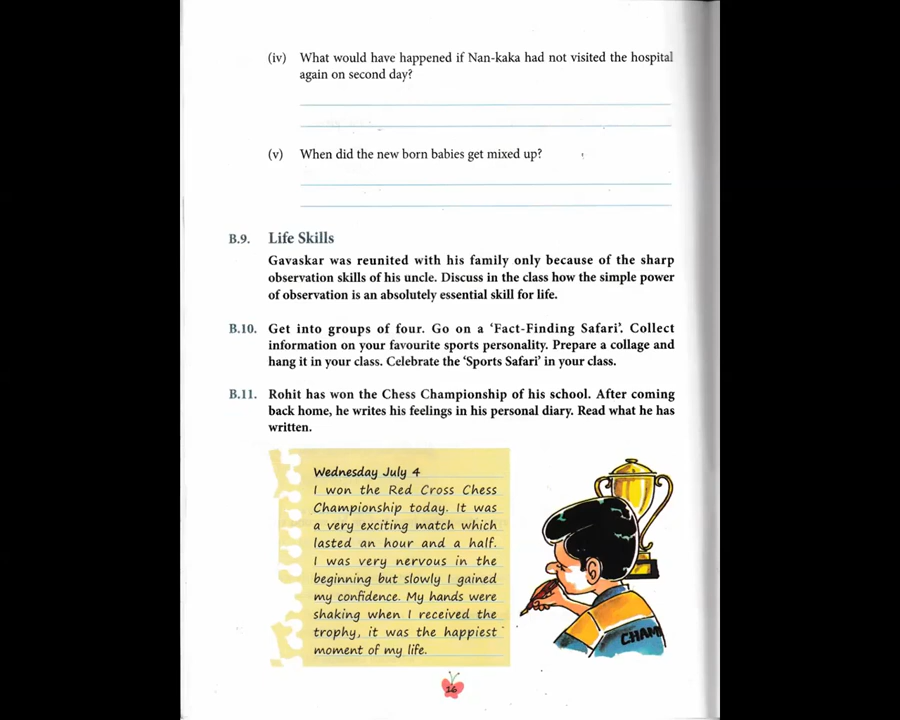 (iv) What would have happened if Nan-kaka had not visited the hospital
again on second day?
(v) When did the new born babies get mixed up?
B.9. Life Skills
Gavaskar was reunited with his family only because of the sharp
observation skills of his uncle. Discuss in the class how the simple power
of observation is an absolutely essential skill for life.
B.10. Get into groups of four. Go on a ‘Fact-Finding Safari’. Collect
information on your favourite sports personality. Prepare a collage and
hang it in your class. Celebrate the ‘Sports Safari’ in your class.
B.11. Rohit has won the Chess Championship of his school. After coming
back home, he writes his feelings in his personal diary. Read what he has
written.
Wednesday July 4
I won the Red Cross Chess
Championship today. It was
a very exciting match which
lasted an hour and a half.
I was very nervous in the
beginning but slowly I gained
my confidence. My hands were
shaking when I received the
trophy, it was the happiest
moment of my life.
CHAM
16